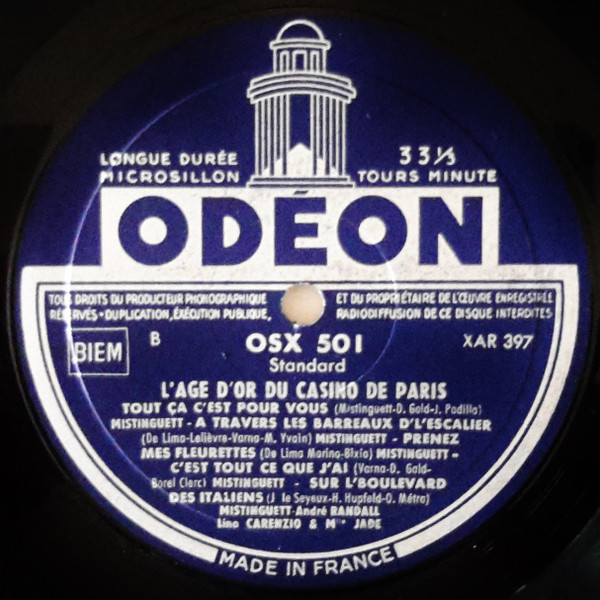 LONGUE DURÉE
MICROSILLON
33⅓
TOURS MINUTE
ODÉON
TOUS DROITS DU PRODUCTEUR PHONOGRAPHIQUE
RÉSERVÉS • DUPLICATION, EXÉCUTION PUBLIQUE,
ET DU PROPRIÉTAIRE DE L'ŒUVRE ENREGISTRÉE
RADIODIFFUSION DE CE DISQUE INTERDITES
BIEM
B
OSX 501
XAR 397
Standard
L'AGE D'OR DU CASINO DE PARIS
TOUT ÇA C'EST POUR VOUS (Mistinguett-D. Gold-J. Padilla)
MISTINGUETT - A TRAVERS LES BARREAUX D'L'ESCALIER
(De Lima-Lelièvre-Varna-M. Yvain) MISTINGUETT - PRENEZ
MES FLEURETTES (De Lima Marino-Bixio) MISTINGUETT -
C'EST TOUT CE QUE J'AI (Varna-D. Gold-
Borel Clerc) MISTINGUETT - SUR L'BOULEVARD
DES ITALIENS (J le Seyeux-H. Hupfeld-O. Métra)
MISTINGUETT-André RANDALL
Lino CARENZIO & Mlle JADE
MADE IN FRANCE